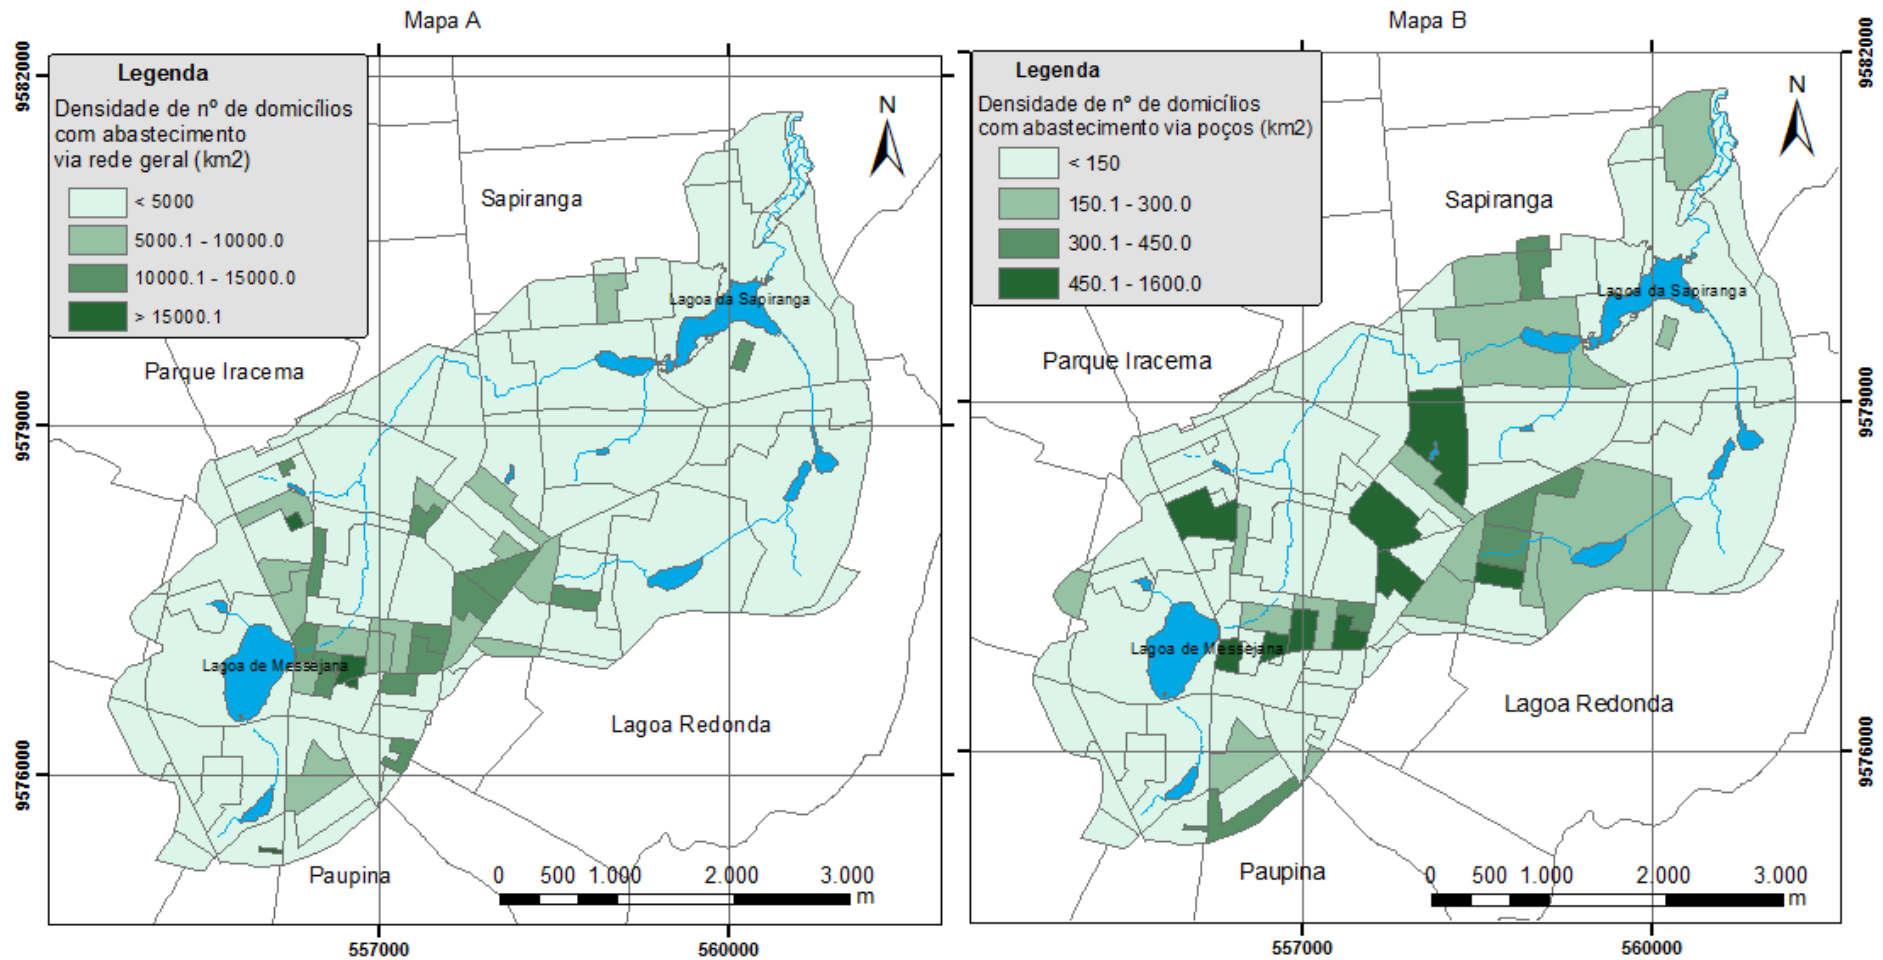 Mapa A
Legenda
Densidade de nº de domicílios
com abastecimento
via rede geral (km2)
< 5000
5000.1 - 10000.0
10000.1 - 15000.0
> 15000.1
N
Sapiranga
Lagoa da Sapiranga
Parque Iracema
Lagoa de Messejana
Lagoa Redonda
Paupina
0 500 1.000 2.000 3.000
m
9582000
9579000
9576000
557000 560000
Mapa B
Legenda
Densidade de nº de domicílios
com abastecimento via poços (km2)
< 150
150.1 - 300.0
300.1 - 450.0
450.1 - 1600.0
N
Sapiranga
Lagoa da Sapiranga
Parque Iracema
Lagoa de Messejana
Lagoa Redonda
Paupina
0 500 1.000 2.000 3.000
m
9582000
9579000
9576000
557000 560000